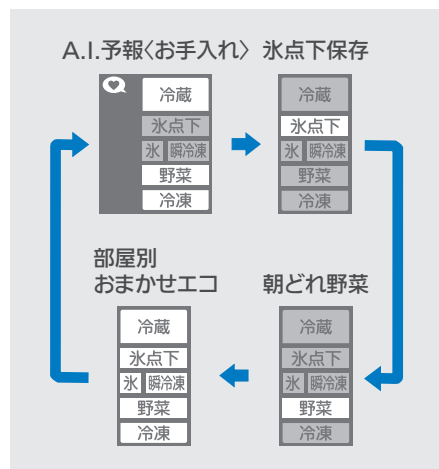 A.I.予報〈お手入れ〉
冷蔵
氷点下
氷 瞬冷凍
野菜
冷凍
氷点下保存
冷蔵
氷点下
氷 瞬冷凍
野菜
冷凍
部屋別
おまかせエコ
冷蔵
氷点下
氷 瞬冷凍
野菜
冷凍
朝どれ野菜
冷蔵
氷点下
氷 瞬冷凍
野菜
冷凍